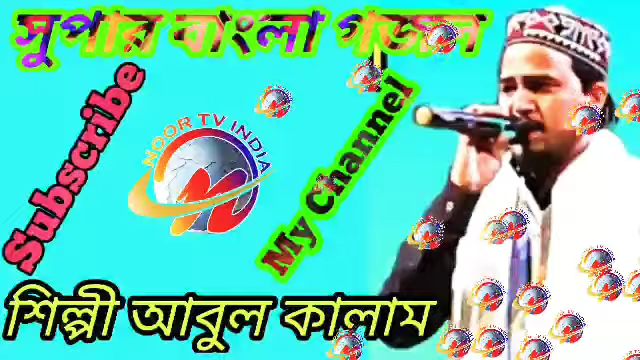 সুপার বাংলা গজল
Subscribe
NOOR TV INDIA
My Channel
শিল্পী আবুল কালাম